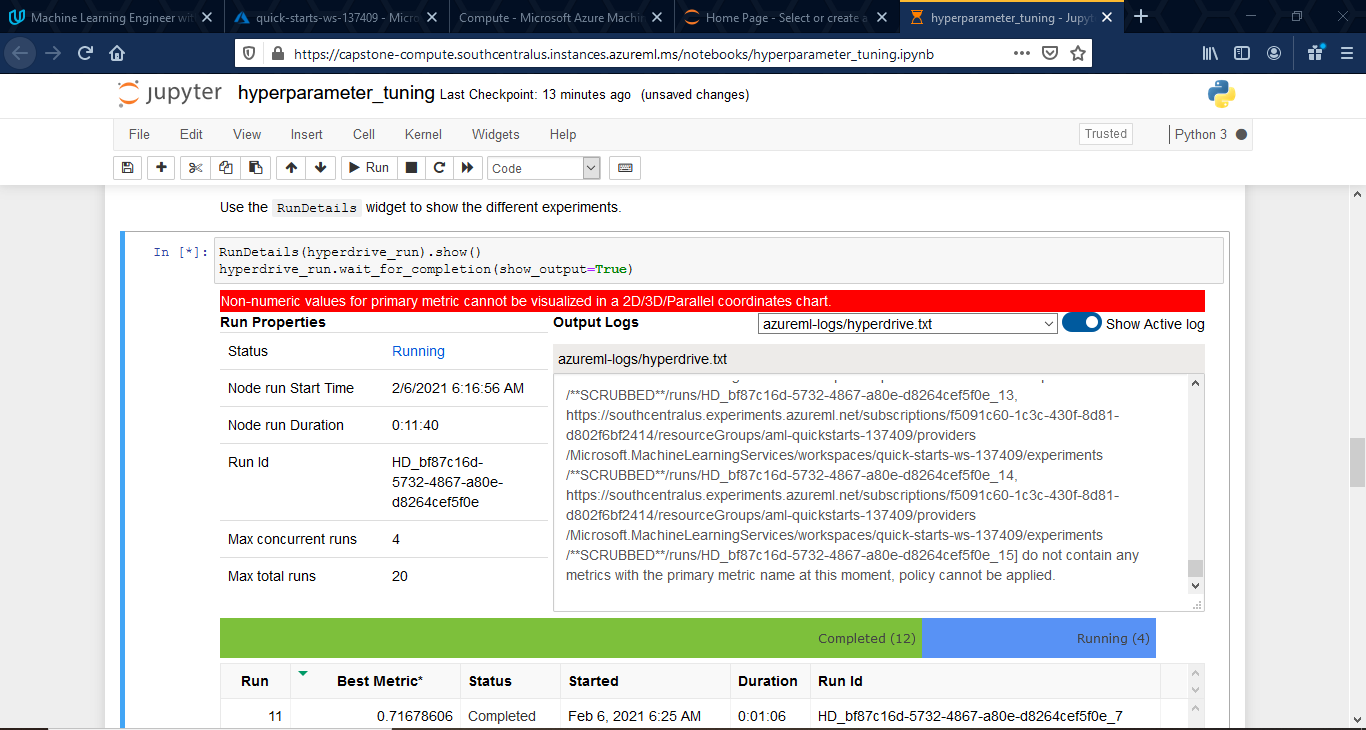 Machine Learning Engineer wit
quick-starts-ws-137409 - Micro
Compute - Microsoft Azure Machi
Home Page - Select or create a
hyperparameter_tuning - Jupyt
https://capstone-compute.southcentralus.instances.azureml.ms/notebooks/hyperparameter_tuning.ipynb
jupyter hyperparameter_tuning Last Checkpoint: 13 minutes ago (unsaved changes)
File Edit View Insert Cell Kernel Widgets Help Trusted Python 3
Run Code
Use the RunDetails widget to show the different experiments.
In [*]: RunDetails(hyperdrive_run).show()
hyperdrive_run.wait_for_completion(show_output=True)
Non-numeric values for primary metric cannot be visualized in a 2D/3D/Parallel coordinates chart.
Run Properties
Status Running
Node run Start Time 2/6/2021 6:16:56 AM
Node run Duration 0:11:40
Run Id HD_bf87c16d-
5732-4867-a80e-
d8264cef5f0e
Max concurrent runs 4
Max total runs 20
Output Logs azureml-logs/hyperdrive.txt Show Active log
azureml-logs/hyperdrive.txt
/**SCRUBBED**/runs/HD_bf87c16d-5732-4867-a80e-d8264cef5f0e_13,
https://southcentralus.experiments.azureml.net/subscriptions/f5091c60-1c3c-430f-8d81-
d802f6bf2414/resourceGroups/aml-quickstarts-137409/providers
/Microsoft.MachineLearningServices/workspaces/quick-starts-ws-137409/experiments
/**SCRUBBED**/runs/HD_bf87c16d-5732-4867-a80e-d8264cef5f0e_14,
https://southcentralus.experiments.azureml.net/subscriptions/f5091c60-1c3c-430f-8d81-
d802f6bf2414/resourceGroups/aml-quickstarts-137409/providers
/Microsoft.MachineLearningServices/workspaces/quick-starts-ws-137409/experiments
/**SCRUBBED**/runs/HD_bf87c16d-5732-4867-a80e-d8264cef5f0e_15] do not contain any
metrics with the primary metric name at this moment, policy cannot be applied.
Completed (12) Running (4)
Run Best Metric* Status Started Duration Run Id
11 0.71678606 Completed Feb 6, 2021 6:25 AM 0:01:06 HD_bf87c16d-5732-4867-a80e-d8264cef5f0e_7